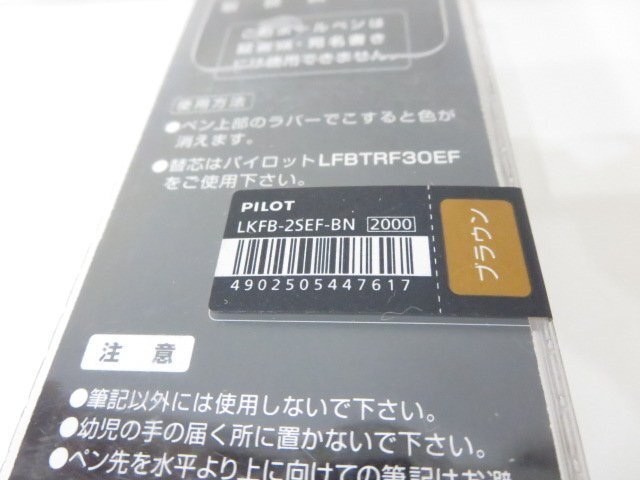 このボールペンは
証書類・宛名書き
には使用できません。
使用方法
●ペン上部のラバーでこすると色が
消えます。
●替芯はパイロットLFBTRF30EF
をご使用下さい。
PILOT
LKFB-2SEF-BN 2000
4902505447617
ブラウン
注意
●筆記以外には使用しないで下さい。
●幼児の手の届く所に置かないで下さい。
●ペン先を水平より上に向けての筆記はお避